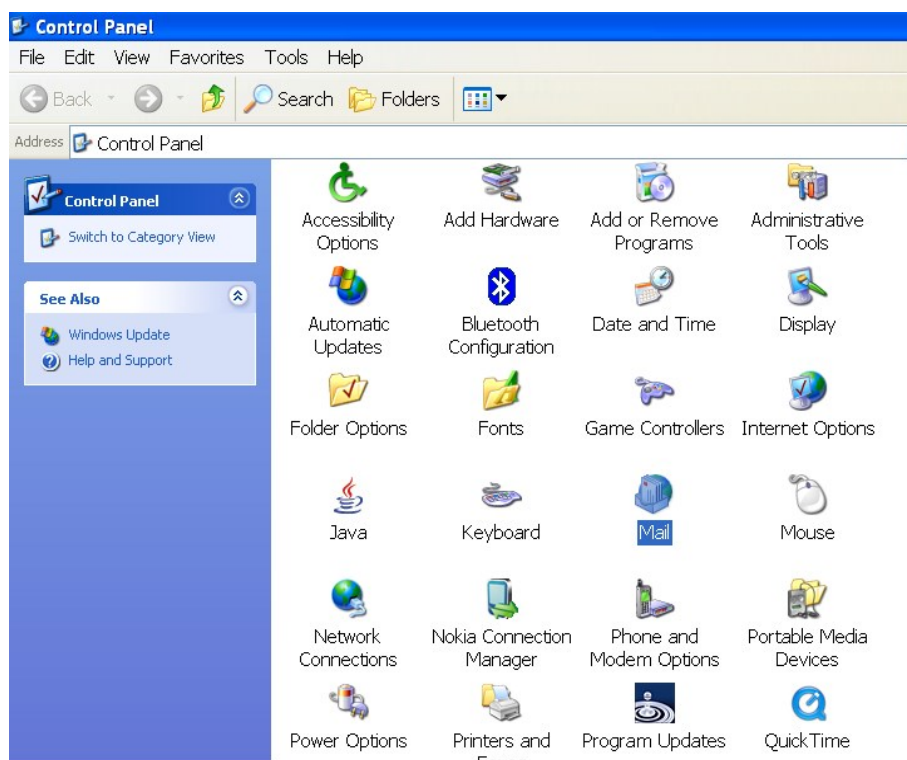 Control Panel
File Edit View Favorites Tools Help
Back Search Folders
Address Control Panel
Control Panel
Switch to Category View
See Also
Windows Update
Help and Support
Accessibility Options
Add Hardware
Add or Remove Programs
Administrative Tools
Automatic Updates
Bluetooth Configuration
Date and Time
Display
Folder Options
Fonts
Game Controllers
Internet Options
Java
Keyboard
Mail
Mouse
Network Connections
Nokia Connection Manager
Phone and Modem Options
Portable Media Devices
Power Options
Printers and
Program Updates
QuickTime